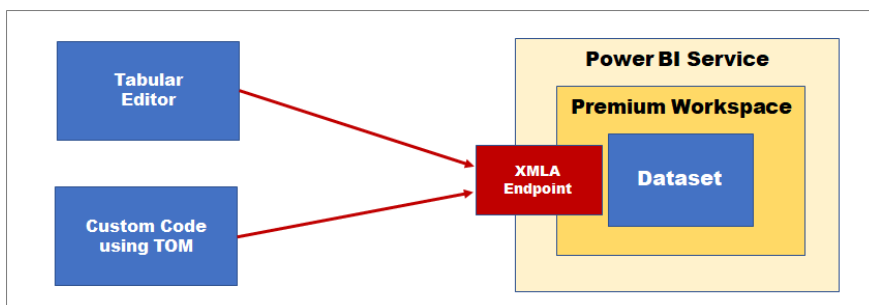 Tabular
Editor
Custom Code
using TOM
Power BI Service
Premium Workspace
XMLA
Endpoint
Dataset